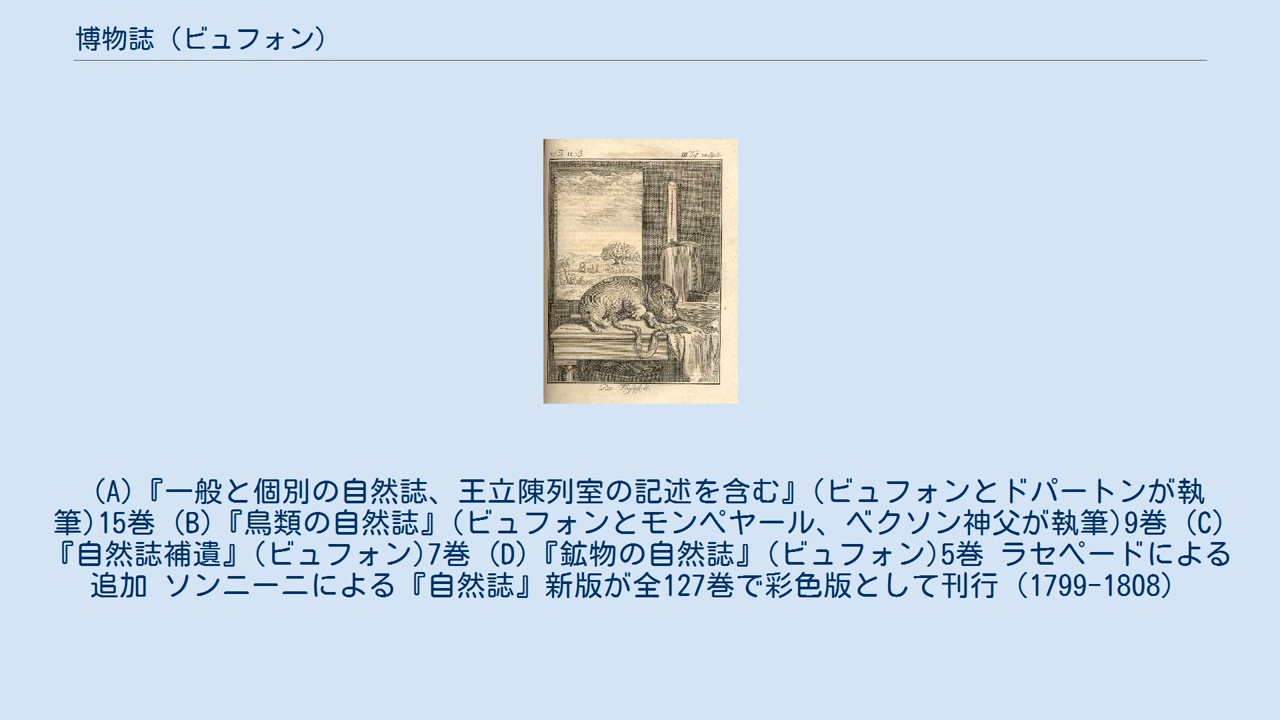 博物誌（ビュフォン）
(A)『一般と個別の自然誌、王立陳列室の記述を含む』(ビュフォンとドパートンが執
筆)15巻 (B)『鳥類の自然誌』(ビュフォンとモンペヤール、ベクソン神父が執筆)9巻 (C)
『自然誌補遺』(ビュフォン)7巻 (D)『鉱物の自然誌』(ビュフォン)5巻 ラセペードによる
追加 ソンニーニによる『自然誌』新版が全127巻で彩色版として刊行 (1799-1808)